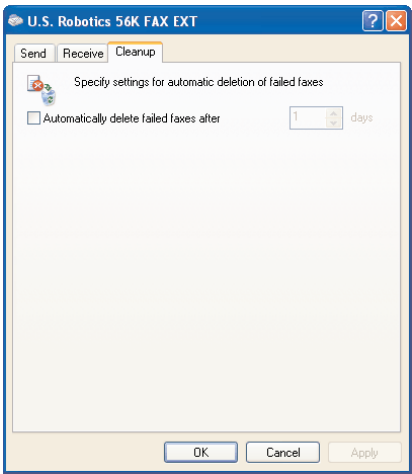 U.S. Robotics 56K FAX EXT
Send Receive Cleanup
Specify settings for automatic deletion of failed faxes
Automatically delete failed faxes after 1 days
OK Cancel Apply